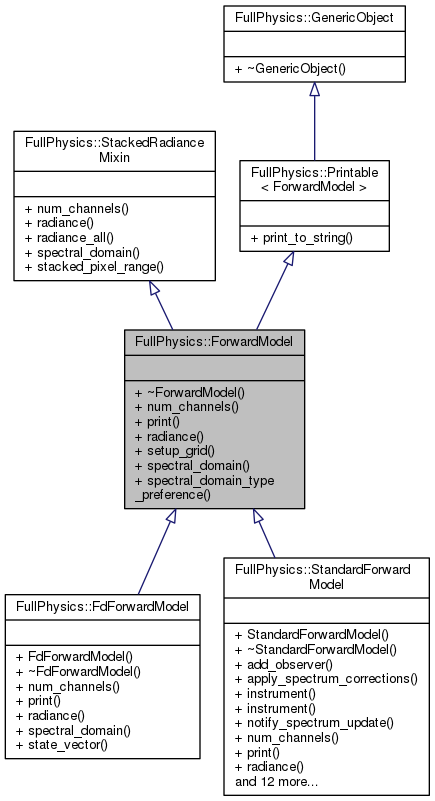 FullPhysics::GenericObject
+ ~GenericObject()
FullPhysics::StackedRadiance
Mixin
+ num_channels()
+ radiance()
+ radiance_all()
+ spectral_domain()
+ stacked_pixel_range()
FullPhysics::Printable
< ForwardModel >
+ print_to_string()
FullPhysics::ForwardModel
+ ~ForwardModel()
+ num_channels()
+ print()
+ radiance()
+ setup_grid()
+ spectral_domain()
+ spectral_domain_type
_preference()
FullPhysics::FdForwardModel
+ FdForwardModel()
+ ~FdForwardModel()
+ num_channels()
+ print()
+ radiance()
+ spectral_domain()
+ state_vector()
FullPhysics::StandardForward
Model
+ StandardForwardModel()
+ ~StandardForwardModel()
+ add_observer()
+ apply_spectrum_corrections()
+ instrument()
+ instrument()
+ notify_spectrum_update()
+ num_channels()
+ print()
+ radiance()
and 12 more...